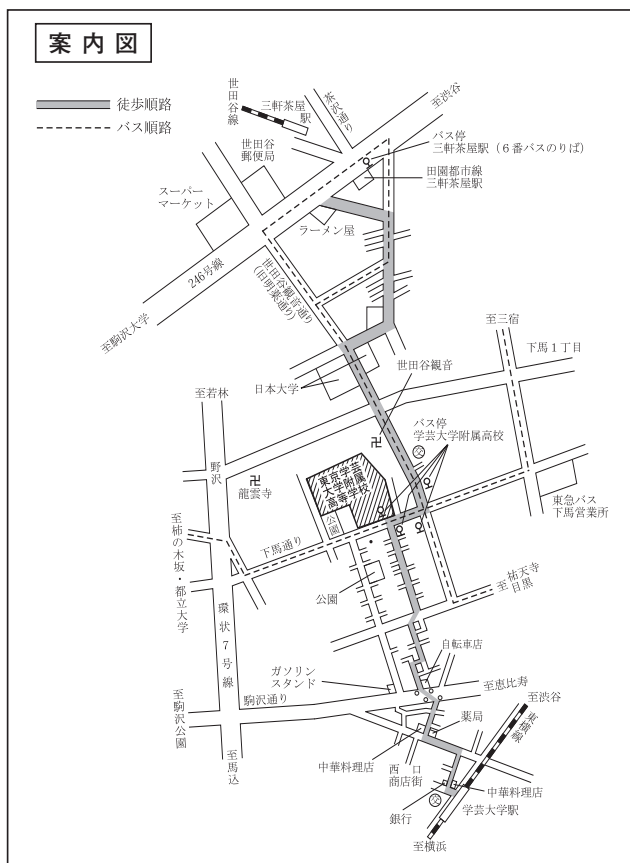 案内図
徒歩順路
バス順路
世田谷線
三軒茶屋駅
茶沢通り
至渋谷
バス停
三軒茶屋駅（６番バスのりば）
田園都市線
三軒茶屋駅
世田谷
郵便局
スーパー
マーケット
ラーメン屋
246号線
至駒沢大学
世田谷観音通り
（旧明薬通り）
至三宿
下馬１丁目
日本大学
世田谷観音
至若林
バス停
学芸大学附属高校
交
野沢
卍
卍
龍雲寺
東京学芸
大学附属
高等学校
公園
東急バス
下馬営業所
至柿の木坂・都立大学
下馬通り
公園
至祐天寺
目黒
環状７号線
自転車店
ガソリン
スタンド
駒沢通り
至恵比寿
至渋谷
至駒沢公園
薬局
東横線
至馬込
中華料理店
西口
商店街
中華料理店
銀行
交
学芸大学駅
至横浜